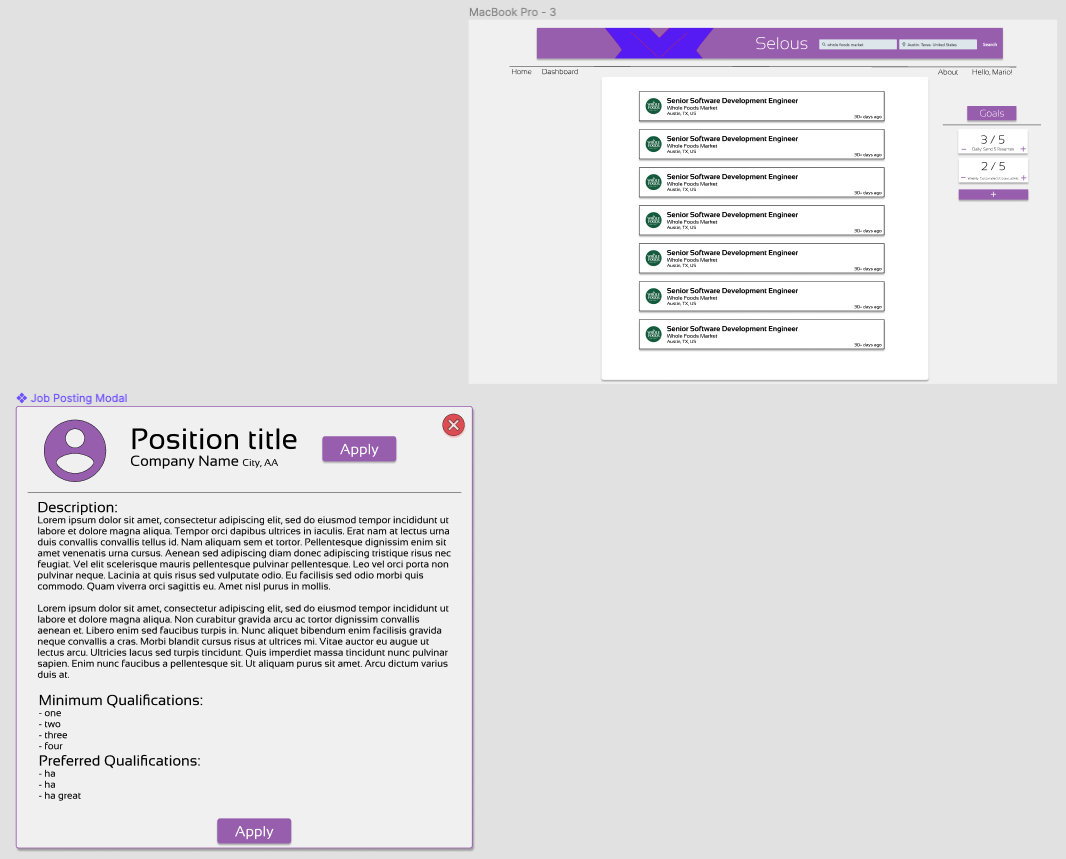 MacBook Pro - 3
Selous
whole foods market
Austin, Texas, United States
Search
Home
Dashboard
About
Hello, Mario!
Senior Software Development Engineer
Whole Foods Market
Austin, TX, US
30+ days ago
Senior Software Development Engineer
Whole Foods Market
Austin, TX, US
30+ days ago
Senior Software Development Engineer
Whole Foods Market
Austin, TX, US
30+ days ago
Senior Software Development Engineer
Whole Foods Market
Austin, TX, US
30+ days ago
Senior Software Development Engineer
Whole Foods Market
Austin, TX, US
30+ days ago
Senior Software Development Engineer
Whole Foods Market
Austin, TX, US
30+ days ago
Senior Software Development Engineer
Whole Foods Market
Austin, TX, US
30+ days ago
Goals
3 / 5
- Daily: Send 5 Resumes +
2 / 5
- Weekly: +
+
Job Posting Modal
Position title
Company Name City, AA
Apply
Description:
Lorem ipsum dolor sit amet, consectetur adipiscing elit, sed do eiusmod tempor incididunt ut
labore et dolore magna aliqua. Tempor orci dapibus ultrices in iaculis. Erat nam at lectus urna
duis convallis convallis tellus id. Nam aliquam sem et tortor. Pellentesque dignissim enim sit
amet venenatis urna cursus. Aenean sed adipiscing diam donec adipiscing tristique risus nec
feugiat. Vel elit scelerisque mauris pellentesque pulvinar pellentesque. Leo vel orci porta non
pulvinar neque. Lacinia at quis risus sed vulputate odio. Eu facilisis sed odio morbi quis
commodo. Quam viverra orci sagittis eu. Amet nisl purus in mollis.
Lorem ipsum dolor sit amet, consectetur adipiscing elit, sed do eiusmod tempor incididunt ut
labore et dolore magna aliqua. Non curabitur gravida arcu ac tortor dignissim convallis
aenean et. Libero enim sed faucibus turpis in. Nunc aliquet bibendum enim facilisis gravida
neque convallis a cras. Morbi blandit cursus risus at ultrices mi. Vitae auctor eu augue ut
lectus arcu. Ultricies lacus sed turpis tincidunt. Quis imperdiet massa tincidunt nunc pulvinar
sapien. Enim nunc faucibus a pellentesque sit. Ut aliquam purus sit amet. Arcu dictum varius
duis at.
Minimum Qualifications:
- one
- two
- three
- four
Preferred Qualifications:
- ha
- ha
- ha great
Apply